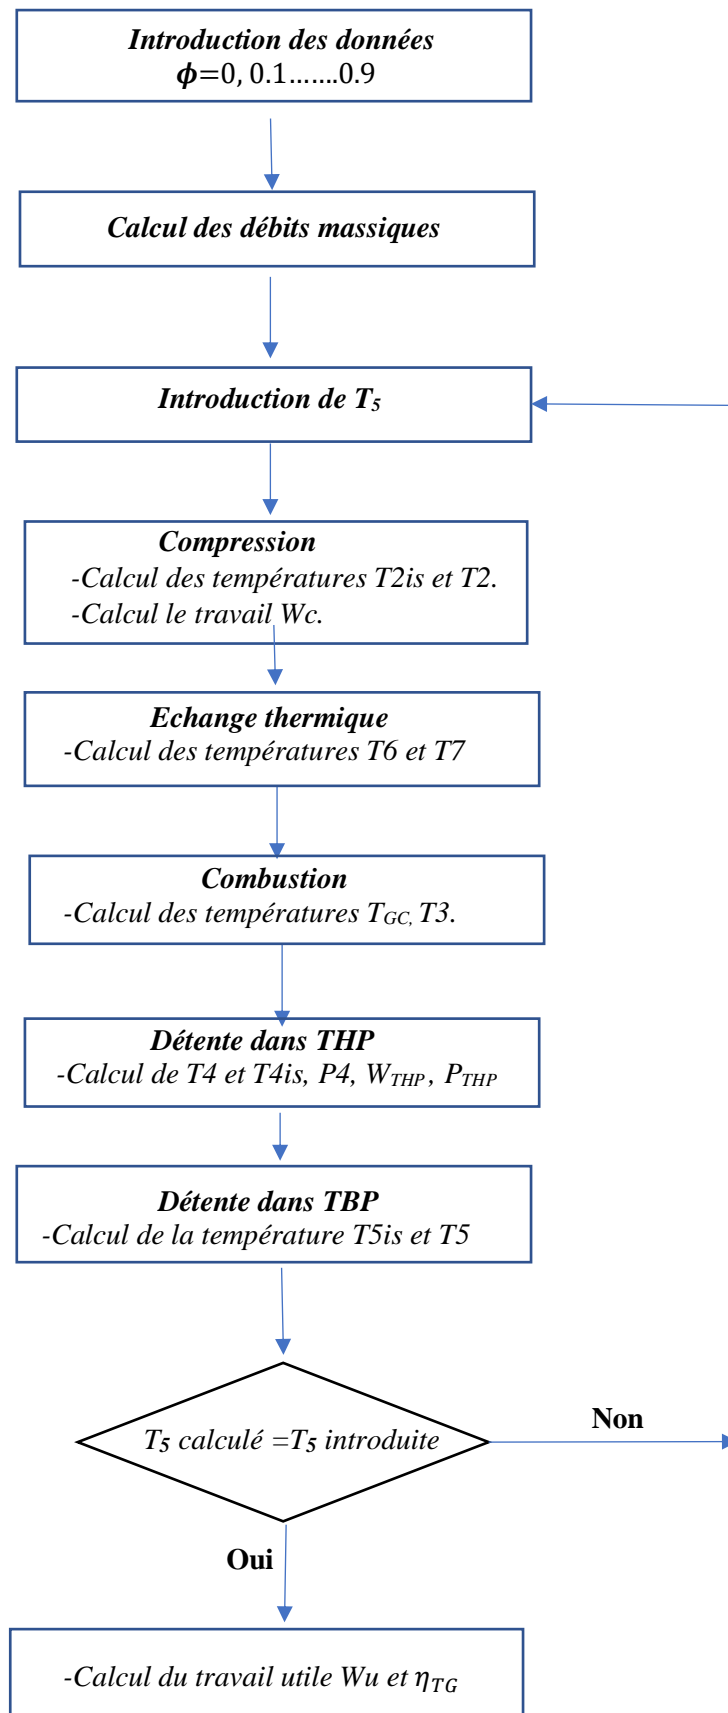 Introduction des données
ϕ=0, 0.1…….0.9
Calcul des débits massiques
Introduction de T5
Compression
-Calcul des températures T2is et T2.
-Calcul le travail Wc.
Echange thermique
-Calcul des températures T6 et T7
Combustion
-Calcul des températures TGC, T3.
Détente dans THP
-Calcul de T4 et T4is, P4, WTHP, PTHP
Détente dans TBP
-Calcul de la température T5is et T5
T5 calculé =T5 introduite
Non
Oui
-Calcul du travail utile Wu et ηTG